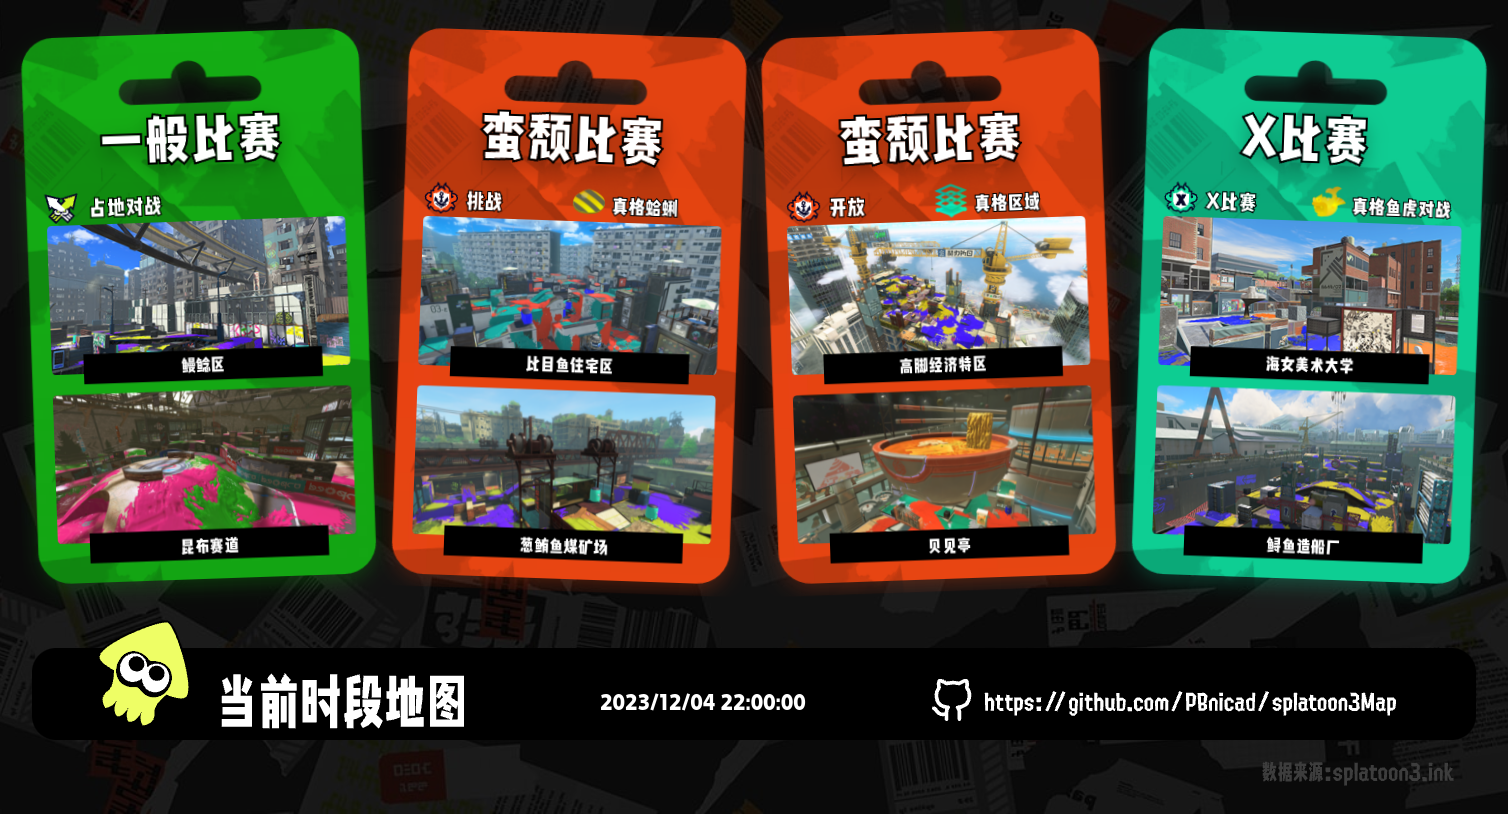 一般比赛
占地对战
鳗鲶区
昆布赛道
蛮颓比赛
挑战
真格蛤蜊
比目鱼住宅区
葱鲔鱼煤矿场
蛮颓比赛
开放
真格区域
高脚经济特区
贝贝亭
X比赛
X比赛
真格鱼虎对战
海女美术大学
鲟鱼造船厂
当前时段地图
2023/12/04 22:00:00
https://github.com/PBnicad/splatoon3Map
数据来源:splatoon3.ink